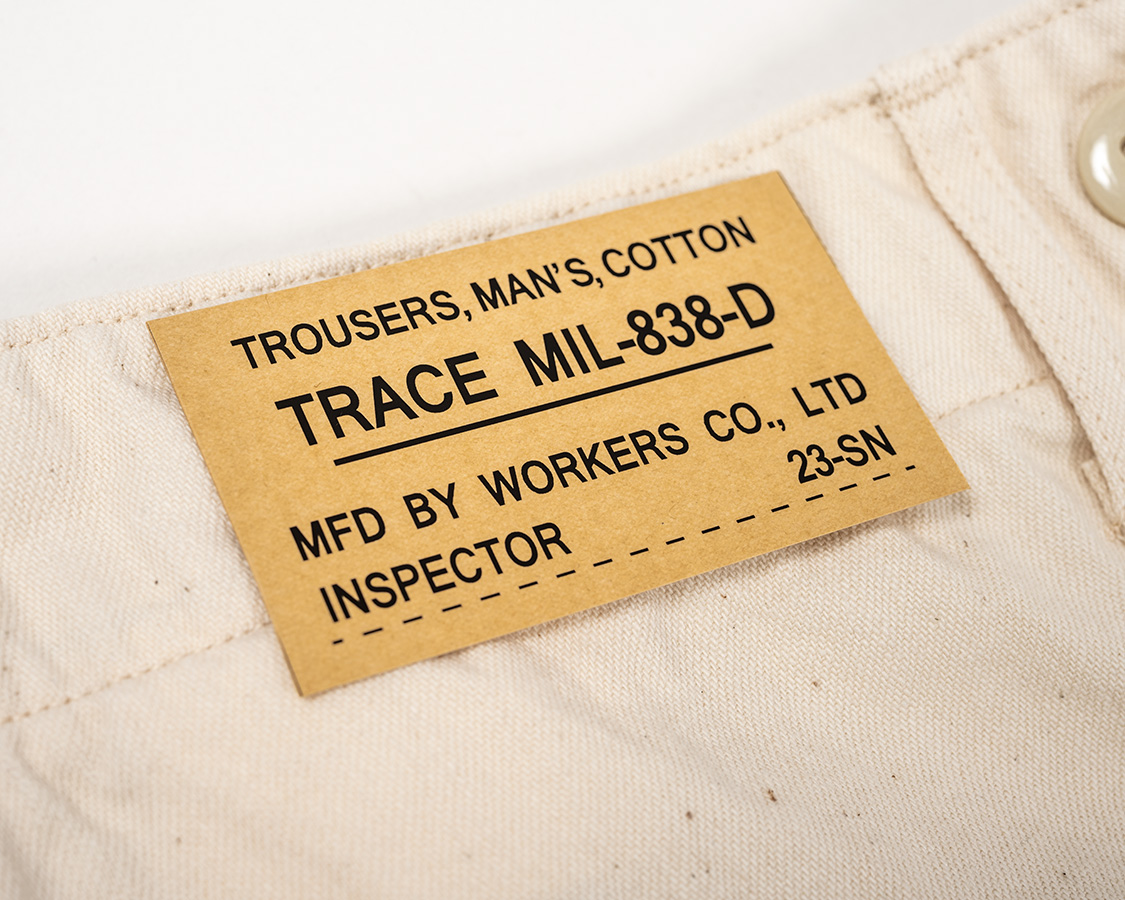 TROUSERS, MAN'S, COTTON
TRACE MIL-838-D
MFD BY WORKERS CO., LTD
23-SN
INSPECTOR